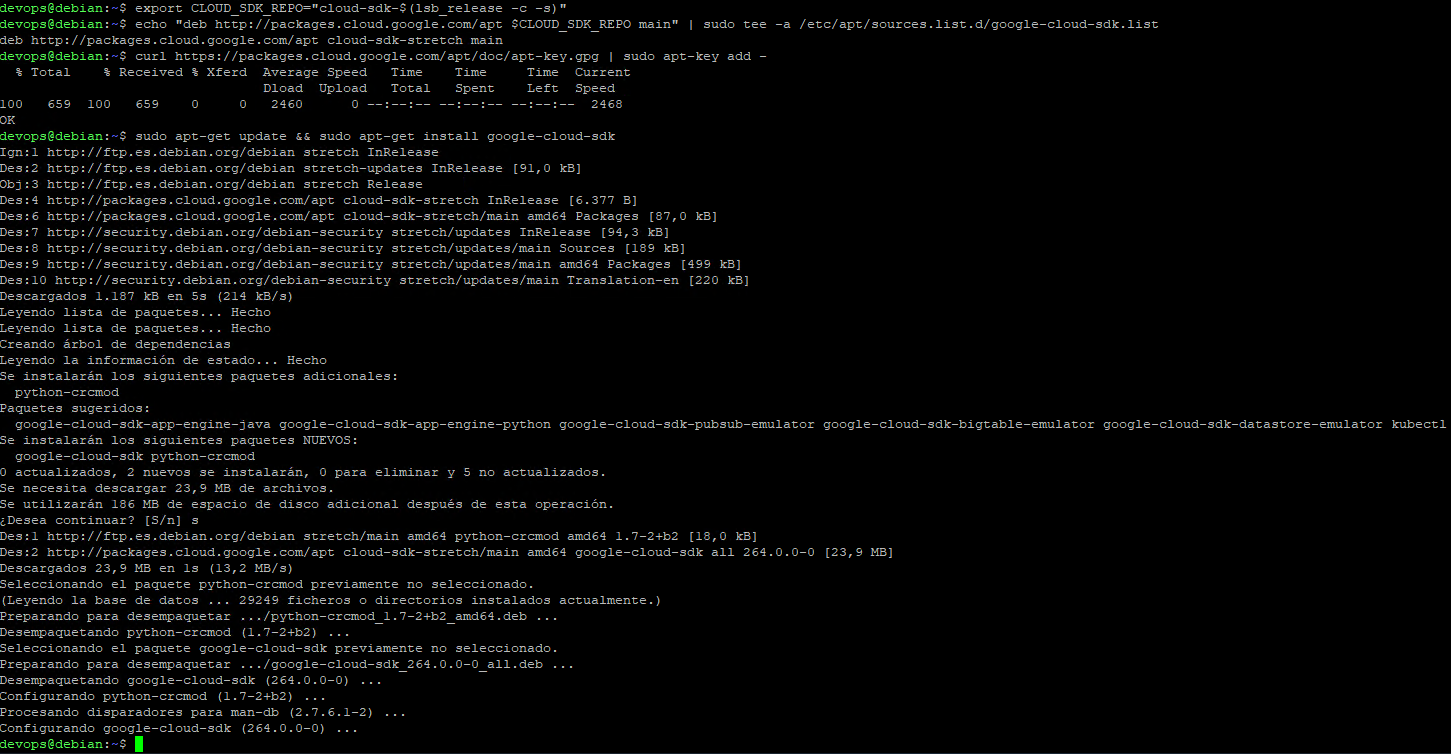 devops@debian:~$ export CLOUD_SDK_REPO="cloud-sdk-$(lsb_release -c -s)"
devops@debian:~$ echo "deb http://packages.cloud.google.com/apt $CLOUD_SDK_REPO main" | sudo tee -a /etc/apt/sources.list.d/google-cloud-sdk.list
deb http://packages.cloud.google.com/apt cloud-sdk-stretch main
devops@debian:~$ curl https://packages.cloud.google.com/apt/doc/apt-key.gpg | sudo apt-key add -
  % Total    % Received % Xferd  Average Speed   Time    Time     Time  Current
                                 Dload  Upload   Total   Spent    Left  Speed
100   659  100   659    0     0   2460      0 --:--:-- --:--:-- --:--:--  2468
OK
devops@debian:~$ sudo apt-get update && sudo apt-get install google-cloud-sdk
Ign:1 http://ftp.es.debian.org/debian stretch InRelease
Des:2 http://ftp.es.debian.org/debian stretch-updates InRelease [91,0 kB]
Obj:3 http://ftp.es.debian.org/debian stretch Release
Des:4 http://packages.cloud.google.com/apt cloud-sdk-stretch InRelease [6.377 B]
Des:6 http://packages.cloud.google.com/apt cloud-sdk-stretch/main amd64 Packages [87,0 kB]
Des:7 http://security.debian.org/debian-security stretch/updates InRelease [94,3 kB]
Des:8 http://security.debian.org/debian-security stretch/updates/main Sources [189 kB]
Des:9 http://security.debian.org/debian-security stretch/updates/main amd64 Packages [499 kB]
Des:10 http://security.debian.org/debian-security stretch/updates/main Translation-en [220 kB]
Descargados 1.187 kB en 5s (214 kB/s)
Leyendo lista de paquetes... Hecho
Leyendo lista de paquetes... Hecho
Creando árbol de dependencias
Leyendo la información de estado... Hecho
Se instalarán los siguientes paquetes adicionales:
  python-crcmod
Paquetes sugeridos:
  google-cloud-sdk-app-engine-java google-cloud-sdk-app-engine-python google-cloud-sdk-pubsub-emulator google-cloud-sdk-bigtable-emulator google-cloud-sdk-datastore-emulator kubectl
Se instalarán los siguientes paquetes NUEVOS:
  google-cloud-sdk python-crcmod
0 actualizados, 2 nuevos se instalarán, 0 para eliminar y 5 no actualizados.
Se necesita descargar 23,9 MB de archivos.
Se utilizarán 186 MB de espacio de disco adicional después de esta operación.
¿Desea continuar? [S/n] s
Des:1 http://ftp.es.debian.org/debian stretch/main amd64 python-crcmod amd64 1.7-2+b2 [18,0 kB]
Des:2 http://packages.cloud.google.com/apt cloud-sdk-stretch/main amd64 google-cloud-sdk all 264.0.0-0 [23,9 MB]
Descargados 23,9 MB en 1s (13,2 MB/s)
Seleccionando el paquete python-crcmod previamente no seleccionado.
(Leyendo la base de datos ... 29249 ficheros o directorios instalados actualmente.)
Preparando para desempaquetar .../python-crcmod_1.7-2+b2_amd64.deb ...
Desempaquetando python-crcmod (1.7-2+b2) ...
Seleccionando el paquete google-cloud-sdk previamente no seleccionado.
Preparando para desempaquetar .../google-cloud-sdk_264.0.0-0_all.deb ...
Desempaquetando google-cloud-sdk (264.0.0-0) ...
Configurando python-crcmod (1.7-2+b2) ...
Procesando disparadores para man-db (2.7.6.1-2) ...
Configurando google-cloud-sdk (264.0.0-0) ...
devops@debian:~$